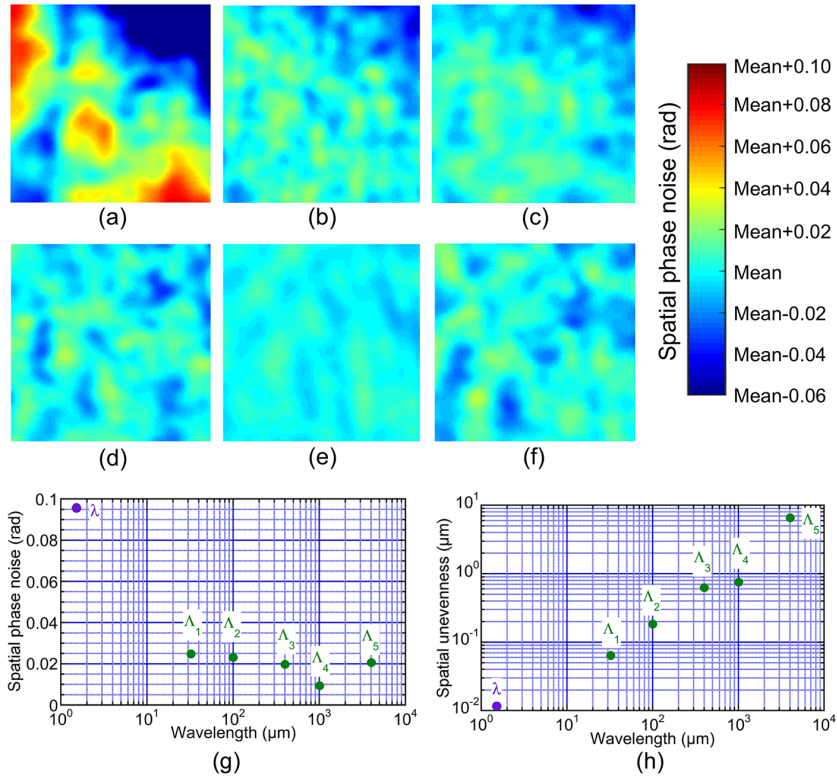 (a)
(b)
(c)
(d)
(e)
(f)
Spatial phase noise (rad)
Mean+0.10
Mean+0.08
Mean+0.06
Mean+0.04
Mean+0.02
Mean
Mean-0.02
Mean-0.04
Mean-0.06
Spatial phase noise (rad)
0.1
0.08
0.06
0.04
0.02
0
λ
Λ1
Λ2
Λ3
Λ4
Λ5
10^0
10^1
10^2
10^3
10^4
Wavelength (µm)
(g)
Spatial unevenness (µm)
10^1
10^0
10^-1
10^-2
λ
Λ1
Λ2
Λ3
Λ4
Λ5
10^0
10^1
10^2
10^3
10^4
Wavelength (µm)
(h)